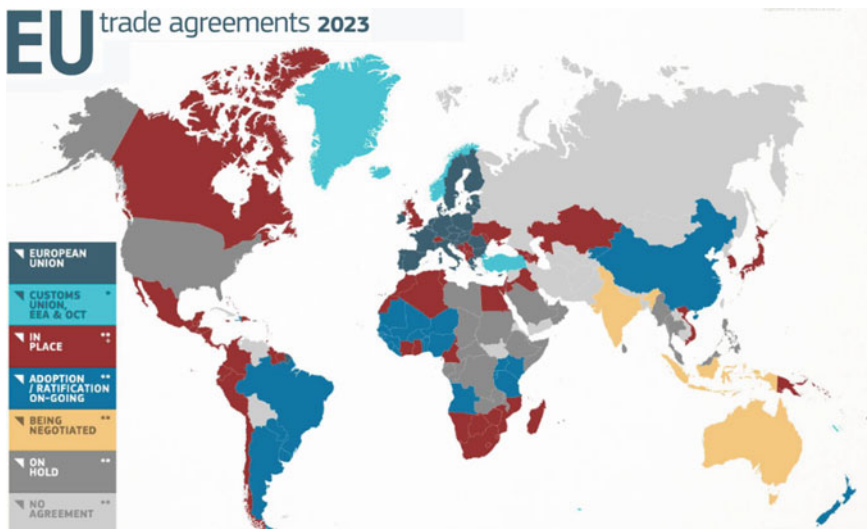 EU trade agreements 2023
EUROPEAN
UNION
CUSTOMS *
UNION,
EEA & OCT
IN **
PLACE *
ADOPTION **
/ RATIFICATION
ON-GOING
BEING **
NEGOTIATED
ON **
HOLD
NO **
AGREEMENT